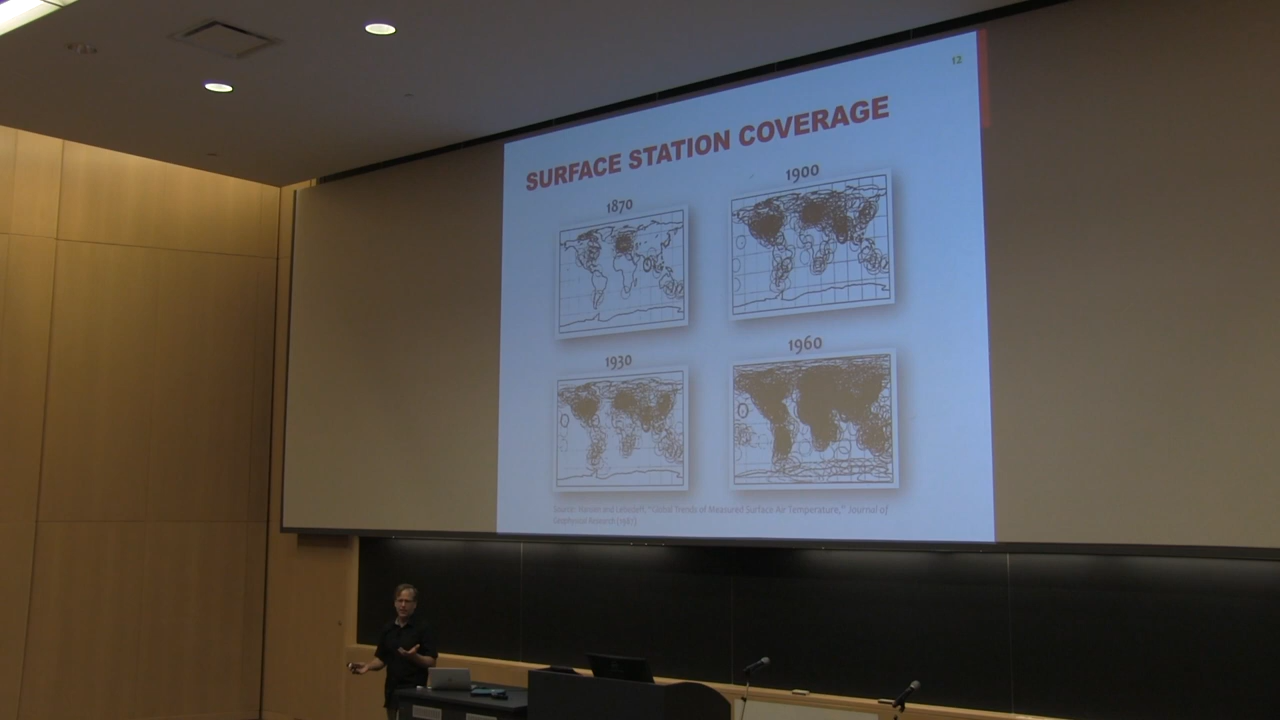 12
SURFACE STATION COVERAGE
1870
1900
1930
1960
Source: Hansen and Lebedeff, "Global Trends of Measured Surface Air Temperature," Journal of
Geophysical Research (1987).